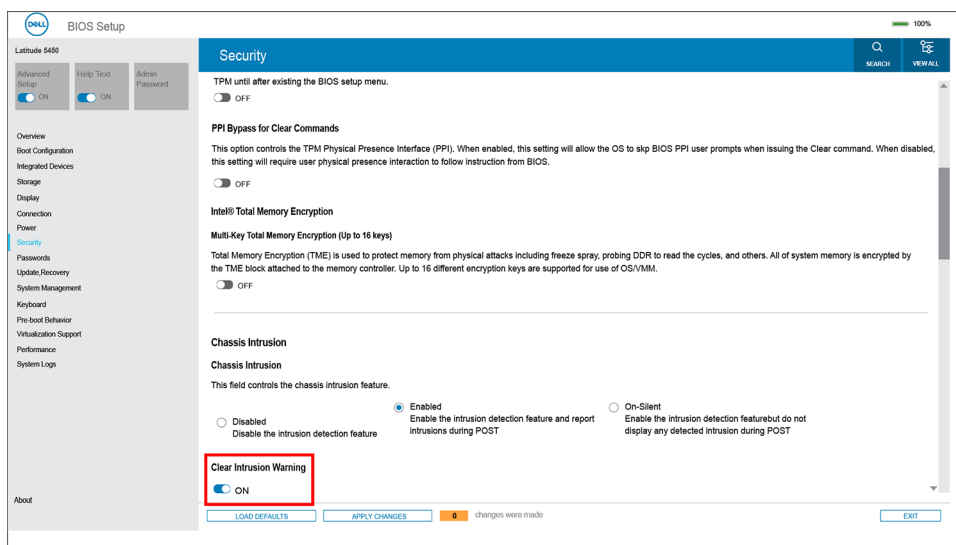 DELL
BIOS Setup
100%
Latitude 5450
Advanced Setup
ON
Help Text
ON
Admin Password
Overview
Boot Configuration
Integrated Devices
Storage
Display
Connection
Power
Security
Passwords
Update,Recovery
System Management
Keyboard
Pre-boot Behavior
Virtualization Support
Performance
System Logs
About
Security
SEARCH
VIEW ALL
TPM until after existing the BIOS setup menu.
OFF
PPI Bypass for Clear Commands
This option controls the TPM Physical Presence Interface (PPI). When enabled, this setting will allow the OS to skp BIOS PPI user prompts when issuing the Clear command. When disabled,
this setting will require user physical presence interaction to follow instruction from BIOS.
OFF
Intel® Total Memory Encryption
Multi-Key Total Memory Encryption (Up to 16 keys)
Total Memory Encryption (TME) is used to protect memory from physical attacks including freeze spray, probing DDR to read the cycles, and others. All of system memory is encrypted by
the TME block attached to the memory controller. Up to 16 different encryption keys are supported for use of OS/VMM.
OFF
Chassis Intrusion
Chassis Intrusion
This field controls the chassis intrusion feature.
Disabled
Disable the intrusion detection feature
Enabled
Enable the intrusion detection feature and report
intrusions during POST
On-Silent
Enable the intrusion detection featurebut do not
display any detected intrusion during POST
Clear Intrusion Warning
ON
LOAD DEFAULTS
APPLY CHANGES
0
changes were made
EXIT